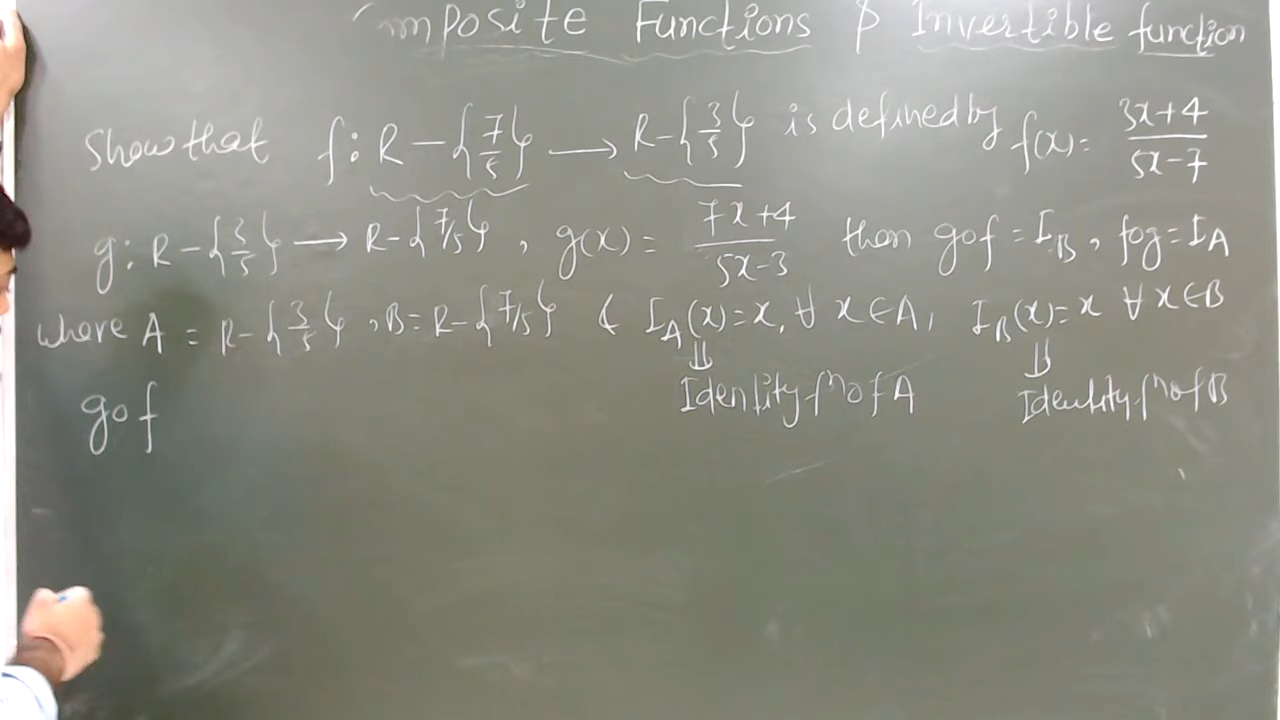 Composite Functions & Invertible function
Show that f: R - {7/5} → R - {3/5} is defined by f(x) = 3x+4/5x-7
g: R - {3/5} → R - {7/5}, g(x) = 7x+4/5x-3 then gof = I_B, fog = I_A
where A = R - {3/5}, B = R - {7/5} & I_A(x) = x, ∀ x ∈ A, I_B(x) = x ∀ x ∈ B
⇓ ⇓
Identity fn of A Identity fn of B
gof